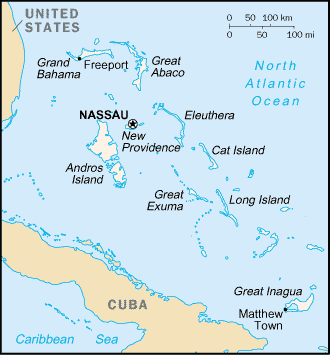 UNITED
STATES
0 50 100 km
0 50 100 mi
Grand
Bahama
Freeport
Great
Abaco
North
Atlantic
Ocean
NASSAU
New
Providence
Eleuthera
Cat Island
Andros
Island
Great
Exuma
Long Island
Great Inagua
Matthew
Town
CUBA
Caribbean Sea